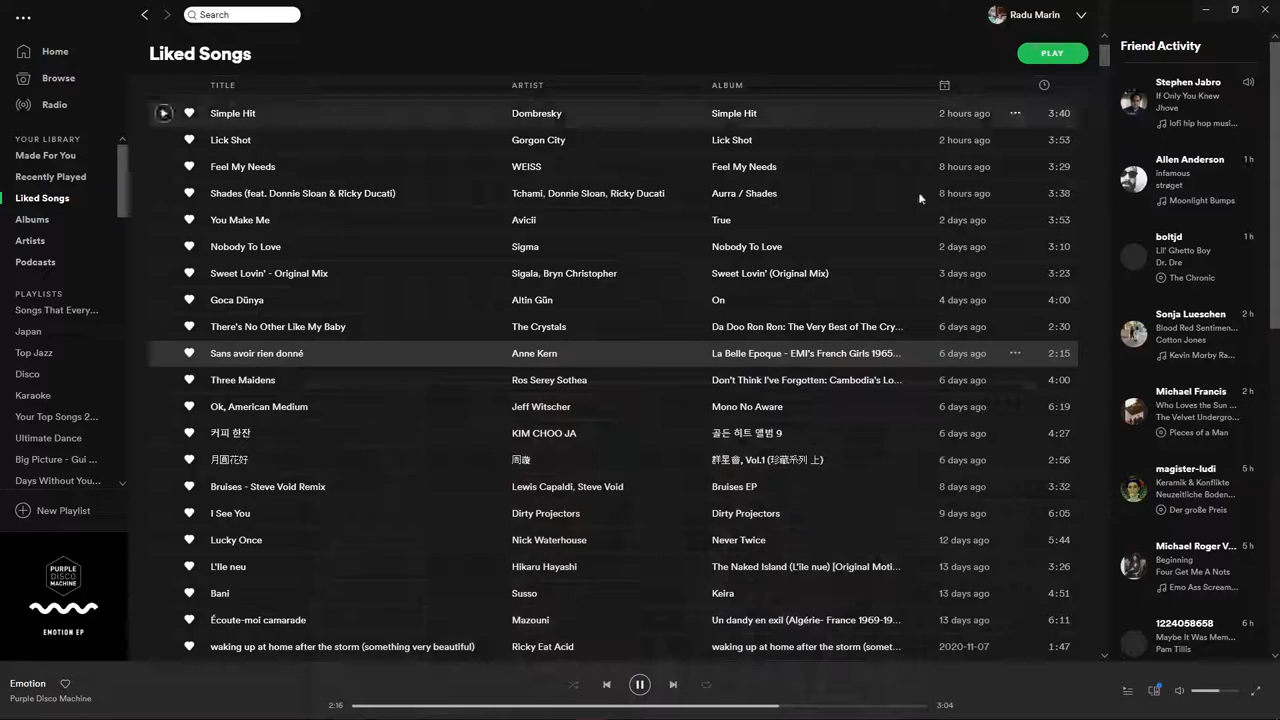 Search
Radu Marin
Home
Browse
Radio
YOUR LIBRARY
Made For You
Recently Played
Liked Songs
Albums
Artists
Podcasts
PLAYLISTS
Songs That Every...
Japan
Top Jazz
Disco
Karaoke
Your Top Songs 2...
Ultimate Dance
Big Picture - Gui ...
Days Without You...
New Playlist
PURPLE
DISCO
MACHINE
EMOTION EP
Liked Songs
PLAY
TITLE ARTIST ALBUM
Simple Hit Dombresky Simple Hit 2 hours ago 3:40
Lick Shot Gorgon City Lick Shot 2 hours ago 3:53
Feel My Needs WEISS Feel My Needs 8 hours ago 3:29
Shades (feat. Donnie Sloan & Ricky Ducati) Tchami, Donnie Sloan, Ricky Ducati Aurra / Shades 8 hours ago 3:38
You Make Me Avicii True 2 days ago 3:53
Nobody To Love Sigma Nobody To Love 2 days ago 3:10
Sweet Lovin' - Original Mix Sigala, Bryn Christopher Sweet Lovin' (Original Mix) 3 days ago 3:23
Goca Dünya Altin Gün On 4 days ago 4:00
There's No Other Like My Baby The Crystals Da Doo Ron Ron: The Very Best of The Cry... 6 days ago 2:30
Sans avoir rien donné Anne Kern La Belle Epoque - EMI's French Girls 1965... 6 days ago 2:15
Three Maidens Ros Serey Sothea Don't Think I've Forgotten: Cambodia's Lo... 6 days ago 4:00
Ok, American Medium Jeff Witscher Mono No Aware 6 days ago 6:19
커피 한잔 KIM CHOO JA 골든 히트 앨범 9 6 days ago 4:27
月圓花好 周璇 群星會, Vol.1 (珍藏系列 上) 6 days ago 2:56
Bruises - Steve Void Remix Lewis Capaldi, Steve Void Bruises EP 8 days ago 3:32
I See You Dirty Projectors Dirty Projectors 9 days ago 6:05
Lucky One Nick Waterhouse Never Twice 12 days ago 5:44
L'Ile neu Hikaru Hayashi The Naked Island (L'île nue) [Original Moti... 13 days ago 3:26
Bani Susso Keira 13 days ago 4:51
Écoute-moi camarade Mazouni Un dandy en exil (Algérie- France 1969-19... 13 days ago 6:11
waking up at home after the storm (something very beautiful) Ricky Eat Acid waking up at home after the storm (somet... 2020-11-07 1:47
Friend Activity
Stephen Jabro
If Only You Knew
Jhove
lofi hip hop musi...
Allen Anderson 1 h
infamous
strøget
Moonlight Bumps
boltjd 1 h
Lil' Ghetto Boy
Dr. Dre
The Chronic
Sonja Lueschen 2 h
Blood Red Sentimen...
Cotton Jones
Kevin Morby Ra...
Michael Francis 2 h
Who Loves the Sun ...
The Velvet Undergro...
Pieces of a Man
magister-ludi 5 h
Keramik & Konflikte
Neuzeitliche Boden...
Der große Preis
Michael Roger V... 5 h
Beginning
Four Get Me A Nots
Emo Ass Scream...
1224058658 6 h
Maybe It Was Mem...
Pam Tillis
Emotion
Purple Disco Machine
2:16
3:04